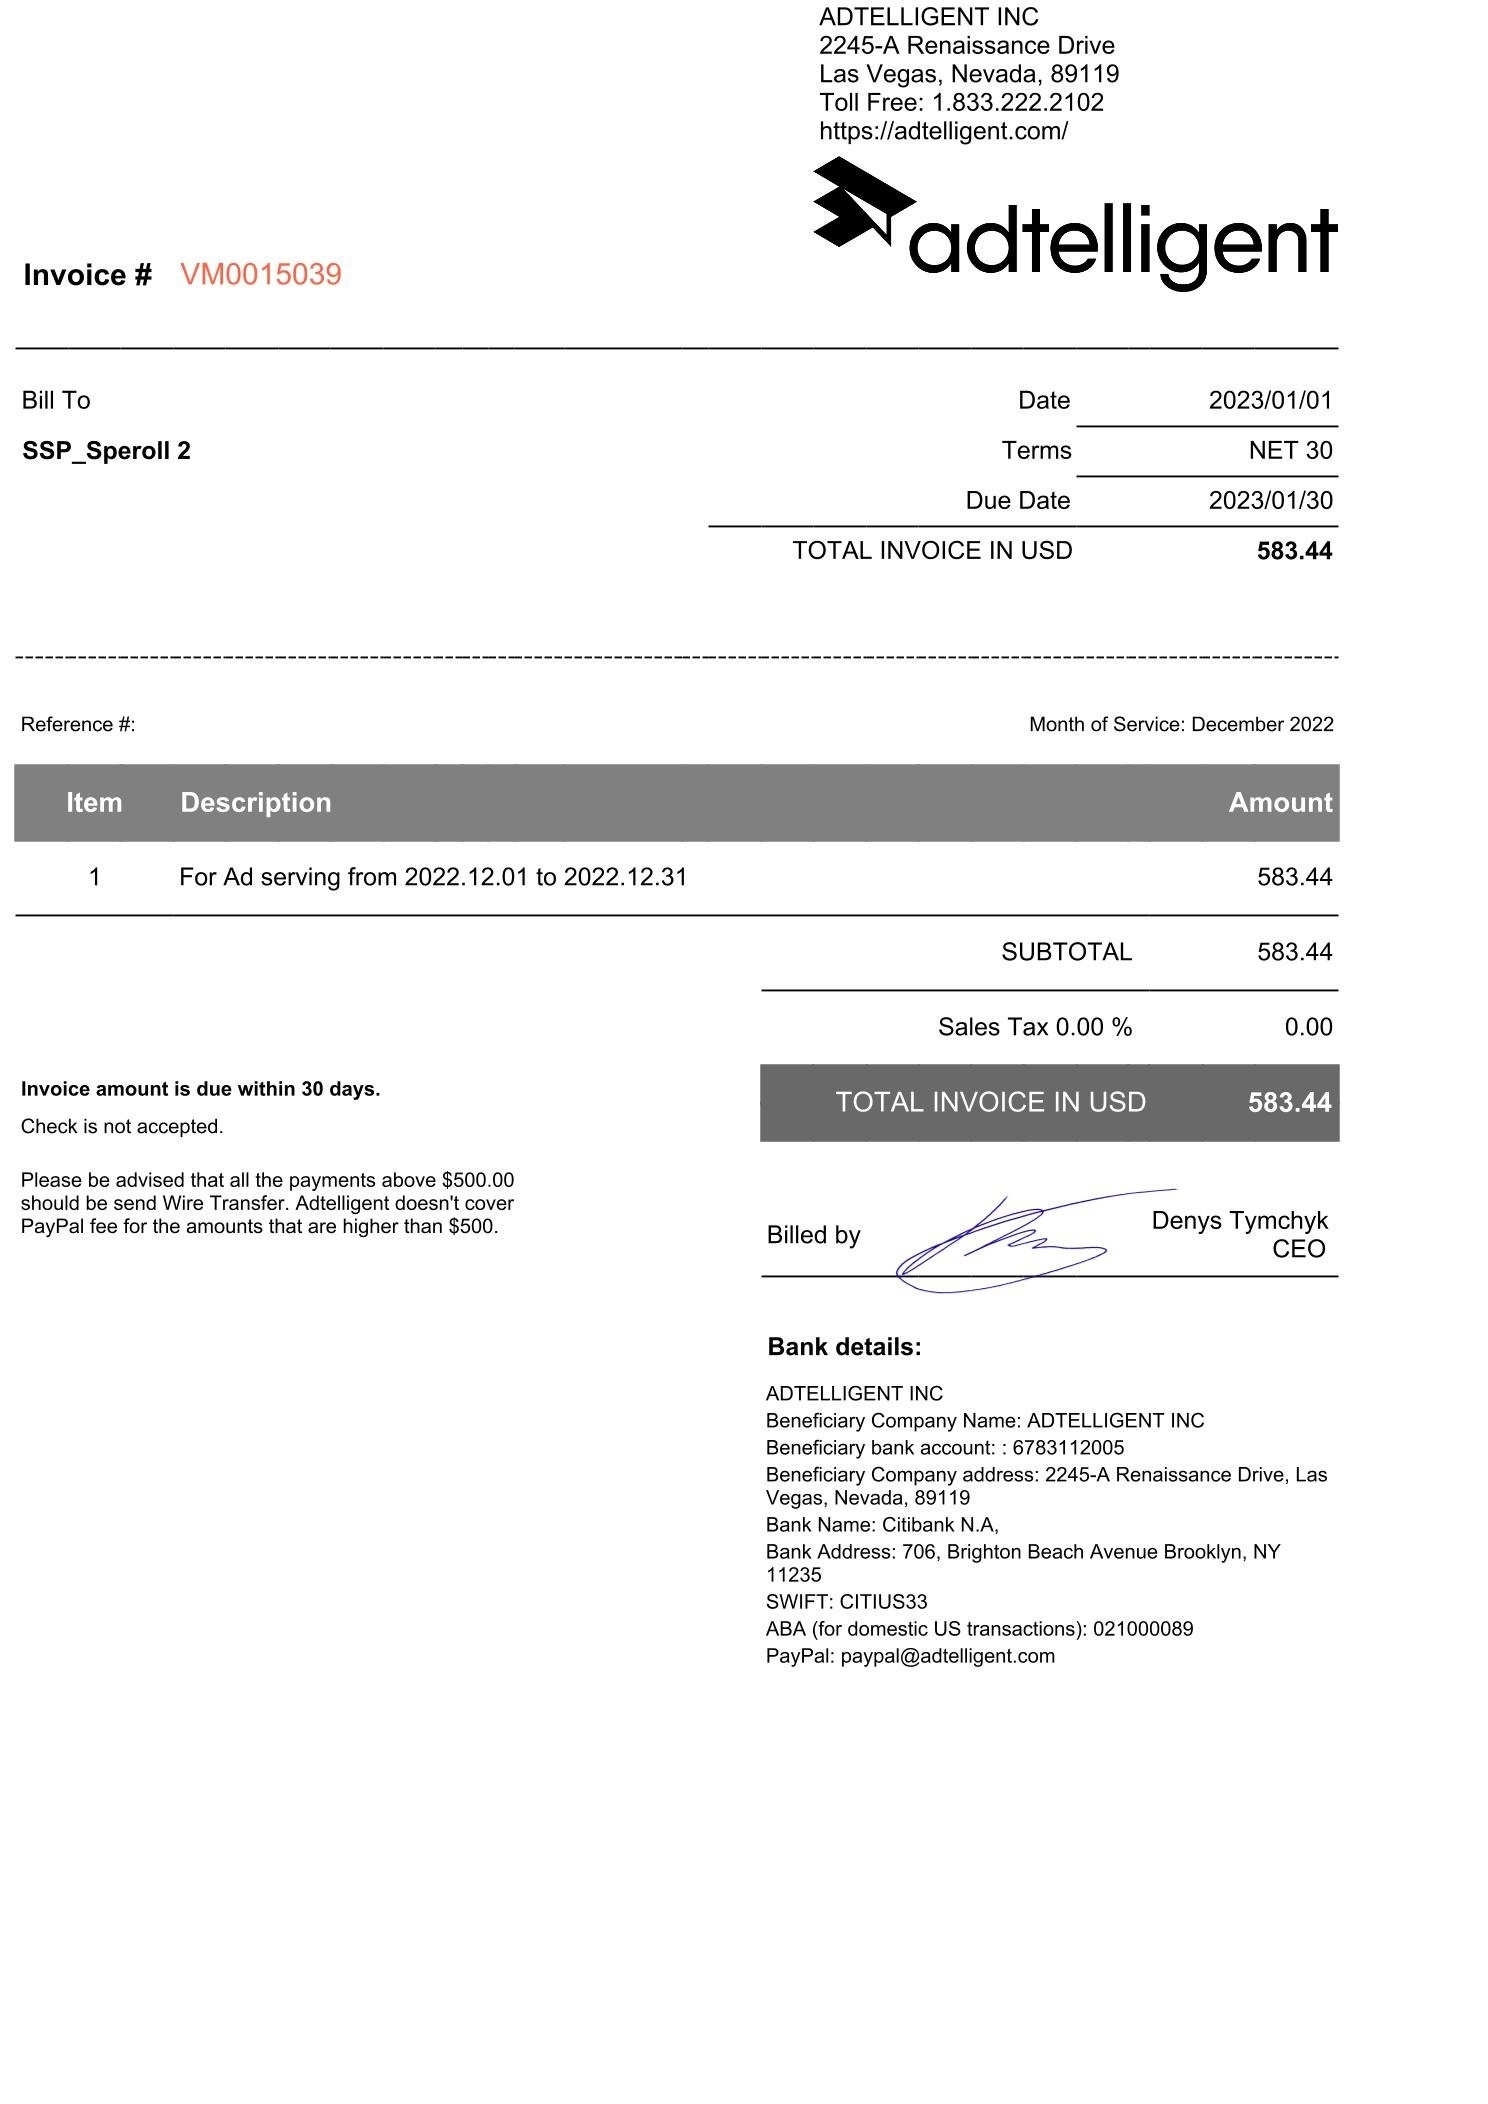 ADTELLIGENT INC
2245-A Renaissance Drive
Las Vegas, Nevada, 89119
Toll Free: 1.833.222.2102
https://adtelligent.com/
adtelligent
Invoice # VM0015039
Bill To
SSP_Speroll 2
Date 2023/01/01
Terms NET 30
Due Date 2023/01/30
TOTAL INVOICE IN USD 583.44
Reference #: Month of Service: December 2022
Item Description Amount
1 For Ad serving from 2022.12.01 to 2022.12.31 583.44
SUBTOTAL 583.44
Sales Tax 0.00 % 0.00
TOTAL INVOICE IN USD 583.44
Invoice amount is due within 30 days.
Check is not accepted.
Please be advised that all the payments above $500.00
should be send Wire Transfer. Adtelligent doesn't cover
PayPal fee for the amounts that are higher than $500.
Billed by
Denys Tymchyk
CEO
Bank details:
ADTELLIGENT INC
Beneficiary Company Name: ADTELLIGENT INC
Beneficiary bank account: : 6783112005
Beneficiary Company address: 2245-A Renaissance Drive, Las
Vegas, Nevada, 89119
Bank Name: Citibank N.A,
Bank Address: 706, Brighton Beach Avenue Brooklyn, NY
11235
SWIFT: CITIUS33
ABA (for domestic US transactions): 021000089
PayPal: paypal@adtelligent.com